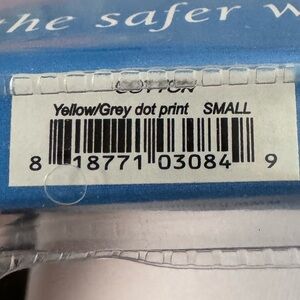 the safer w
COTTON
Yellow/Grey dot print SMALL
8 18771 03084 9